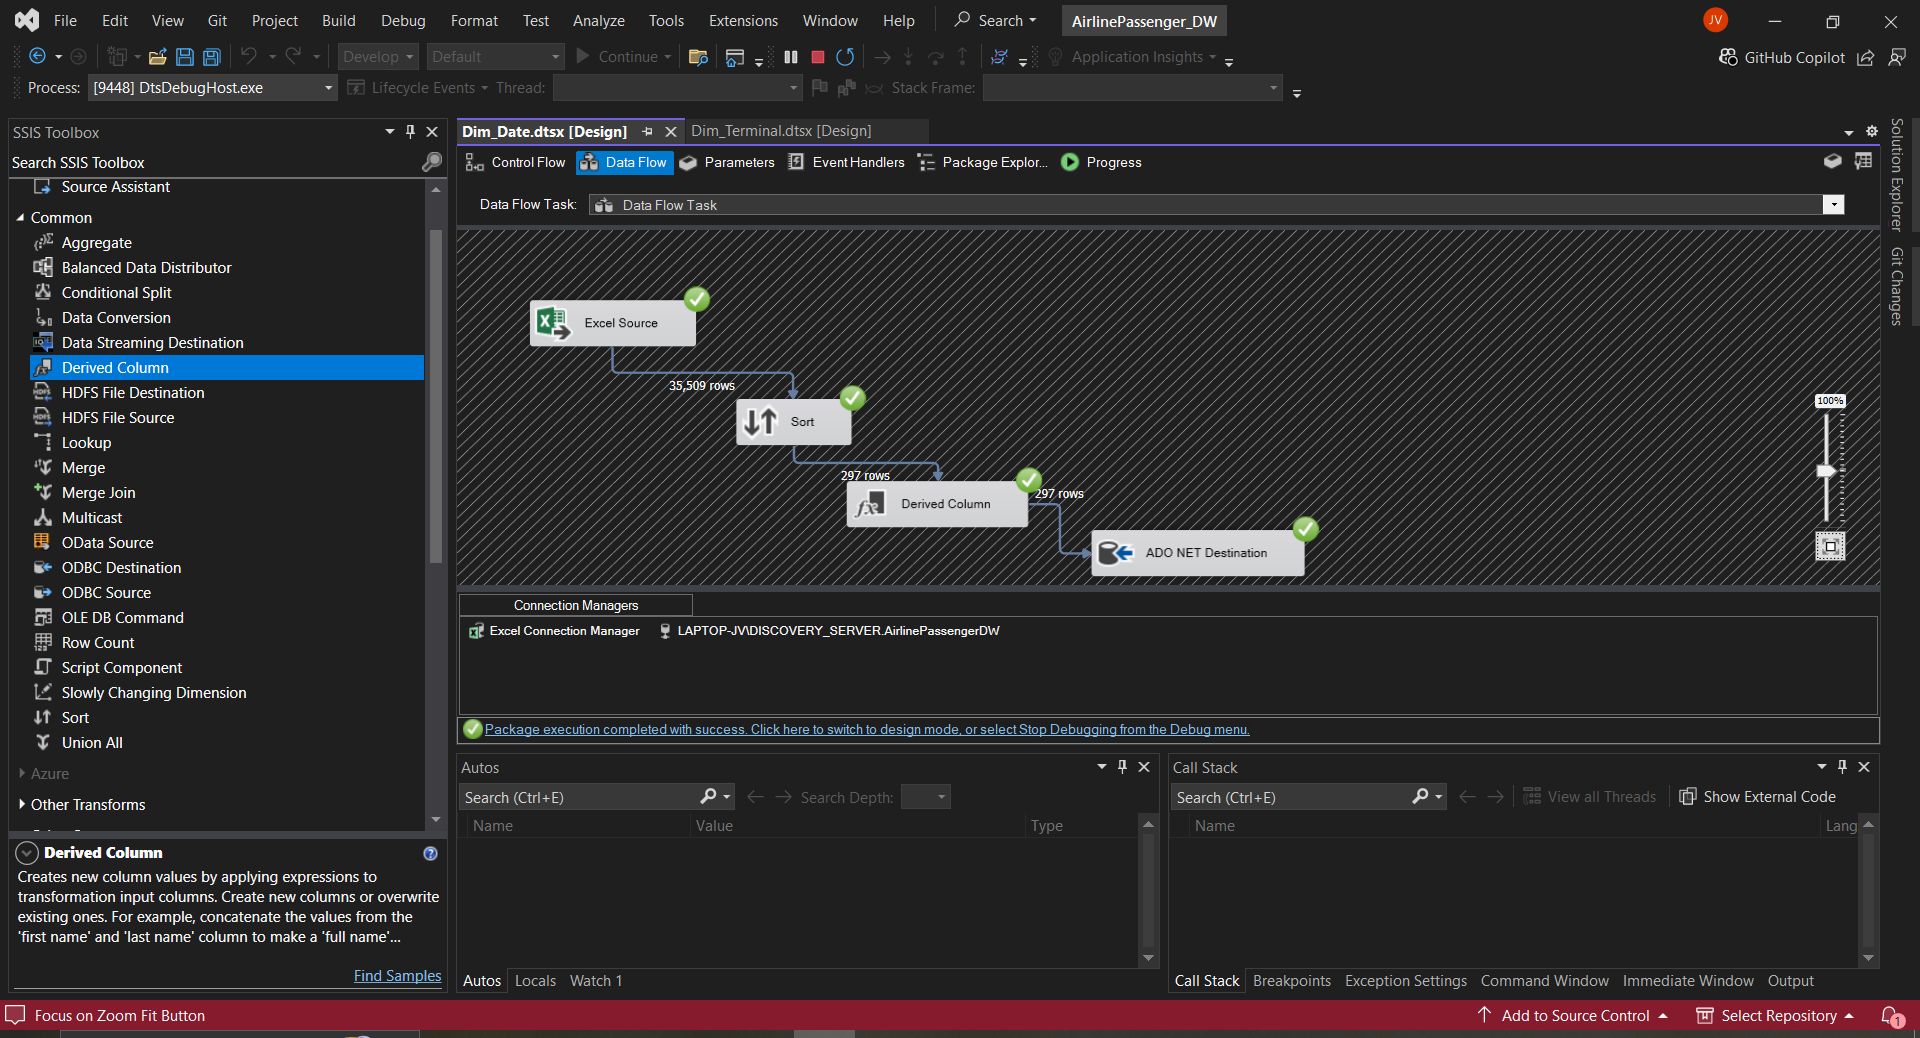 File Edit View Git Project Build Debug Format Test Analyze Tools Extensions Window Help Search AirlinePassenger_DW JV
Develop Default Continue Application Insights GitHub Copilot
Process: [9448] DtsDebugHost.exe Lifecycle Events Thread: Stack Frame:
SSIS Toolbox
Search SSIS Toolbox
Source Assistant
Common
Aggregate
Balanced Data Distributor
Conditional Split
Data Conversion
Data Streaming Destination
Derived Column
HDFS File Destination
HDFS File Source
Lookup
Merge
Merge Join
Multicast
OData Source
ODBC Destination
ODBC Source
OLE DB Command
Row Count
Script Component
Slowly Changing Dimension
Sort
Union All
Azure
Other Transforms
Derived Column
Creates new column values by applying expressions to
transformation input columns. Create new columns or overwrite
existing ones. For example, concatenate the values from the
'first name' and 'last name' column to make a 'full name'...
Find Samples
Dim_Date.dtsx [Design] Dim_Terminal.dtsx [Design]
Control Flow Data Flow Parameters Event Handlers Package Explor... Progress
Data Flow Task: Data Flow Task
Excel Source
35,509 rows
Sort
297 rows
Derived Column
297 rows
ADO NET Destination
100%
Connection Managers
Excel Connection Manager LAPTOP-JV\DISCOVERY_SERVER.AirlinePassengerDW
Package execution completed with success. Click here to switch to design mode, or select Stop Debugging from the Debug menu.
Autos
Search (Ctrl+E) Search Depth:
Name Value Type
Autos Locals Watch 1
Call Stack
Search (Ctrl+E) View all Threads Show External Code
Name Lang
Call Stack Breakpoints Exception Settings Command Window Immediate Window Output
Solution Explorer
Git Changes
Focus on Zoom Fit Button Add to Source Control Select Repository 1